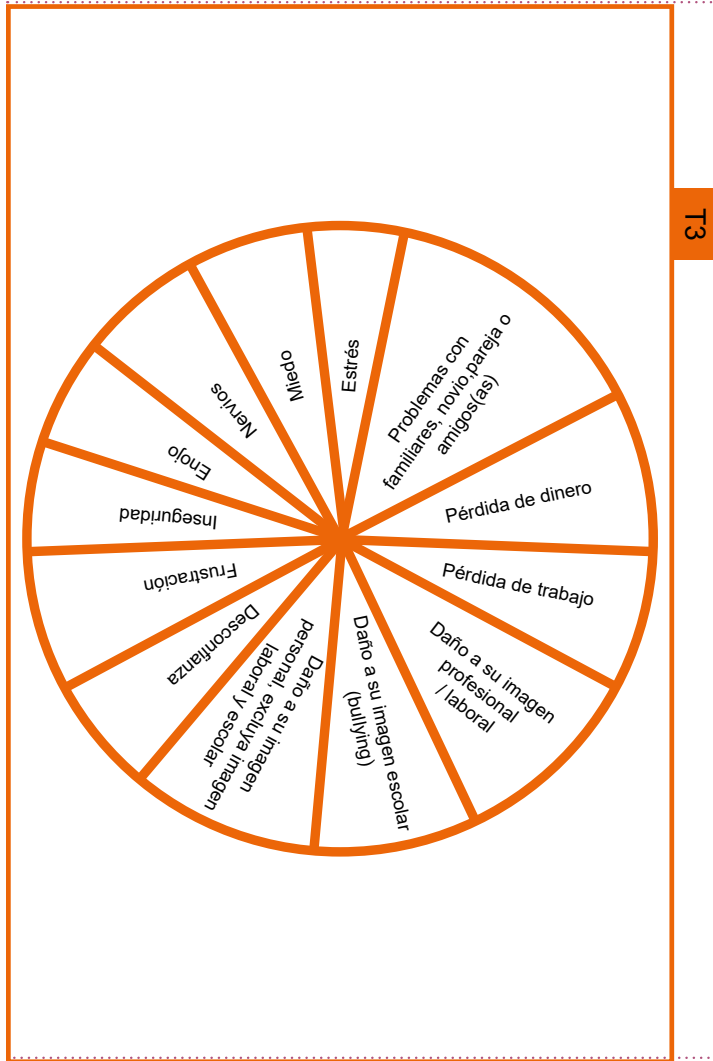 T3
Estrés
Problemas con
familiares, novio,pareja o
amigos(as)
Pérdida de dinero
Pérdida de trabajo
Daño a su imagen
profesional
/ laboral
Daño a su imagen escolar
(bullying)
Daño a su imagen
personal, excluya imagen
laboral y escolar
Desconfianza
Frustración
Inseguridad
Enojo
Nervios
Miedo